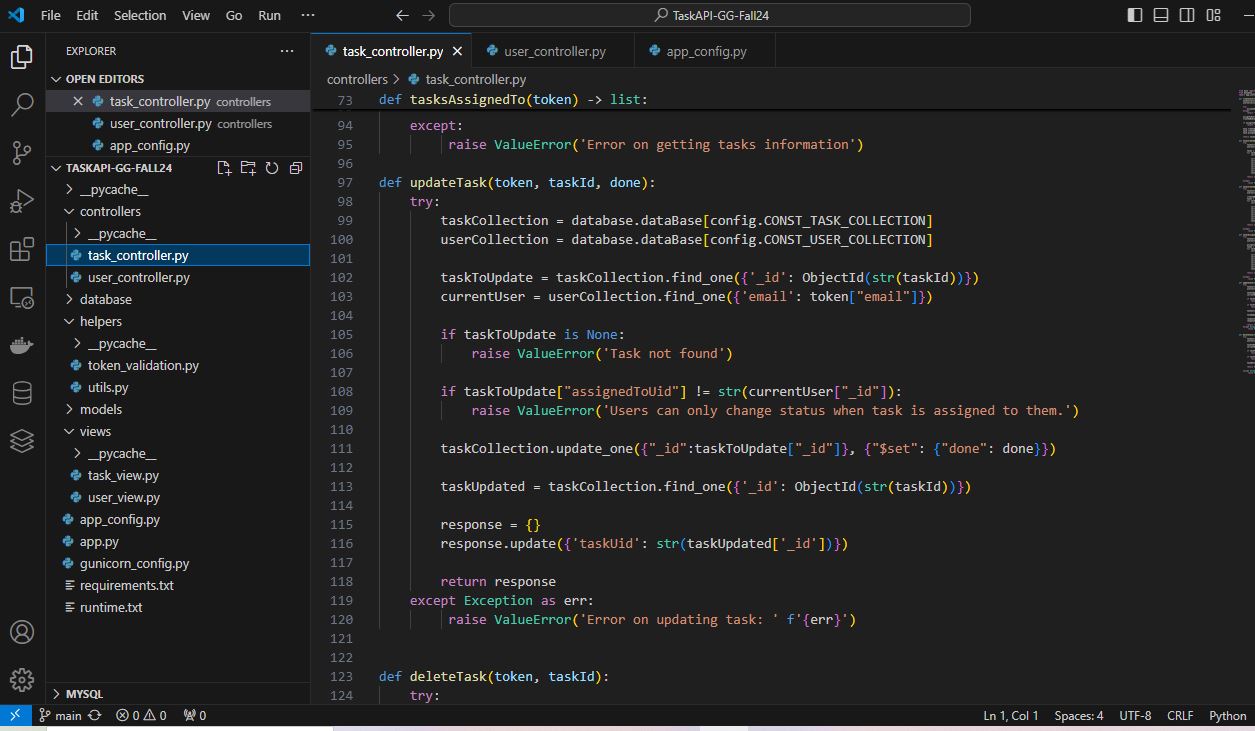 File Edit Selection View Go Run ··· ← → TaskAPI-GG-Fall24
EXPLORER ···
OPEN EDITORS
task_controller.py controllers
user_controller.py controllers
app_config.py
TASKAPI-GG-FALL24
__pycache__
controllers
__pycache__
task_controller.py
user_controller.py
database
helpers
__pycache__
token_validation.py
utils.py
models
views
__pycache__
task_view.py
user_view.py
app_config.py
app.py
gunicorn_config.py
requirements.txt
runtime.txt
MYSQL
task_controller.py user_controller.py app_config.py
controllers > task_controller.py
73 def tasksAssignedTo(token) -> list:
94 except:
95 raise ValueError('Error on getting tasks information')
96
97 def updateTask(token, taskId, done):
98 try:
99 taskCollection = database.dataBase[config.CONST_TASK_COLLECTION]
100 userCollection = database.dataBase[config.CONST_USER_COLLECTION]
101
102 taskToUpdate = taskCollection.find_one({'_id': ObjectId(str(taskId))})
103 currentUser = userCollection.find_one({'email': token["email"]})
104
105 if taskToUpdate is None:
106 raise ValueError('Task not found')
107
108 if taskToUpdate["assignedToUid"] != str(currentUser["_id"]):
109 raise ValueError('Users can only change status when task is assigned to them.')
110
111 taskCollection.update_one({"_id":taskToUpdate["_id"]}, {"$set": {"done": done}})
112
113 taskUpdated = taskCollection.find_one({'_id': ObjectId(str(taskId))})
114
115 response = {}
116 response.update({'taskUid': str(taskUpdated['_id'])})
117
118 return response
119 except Exception as err:
120 raise ValueError('Error on updating task: ' f'{err}')
121
122
123 def deleteTask(token, taskId):
124 try:
main 0 0 0 Ln 1, Col 1 Spaces: 4 UTF-8 CRLF Python